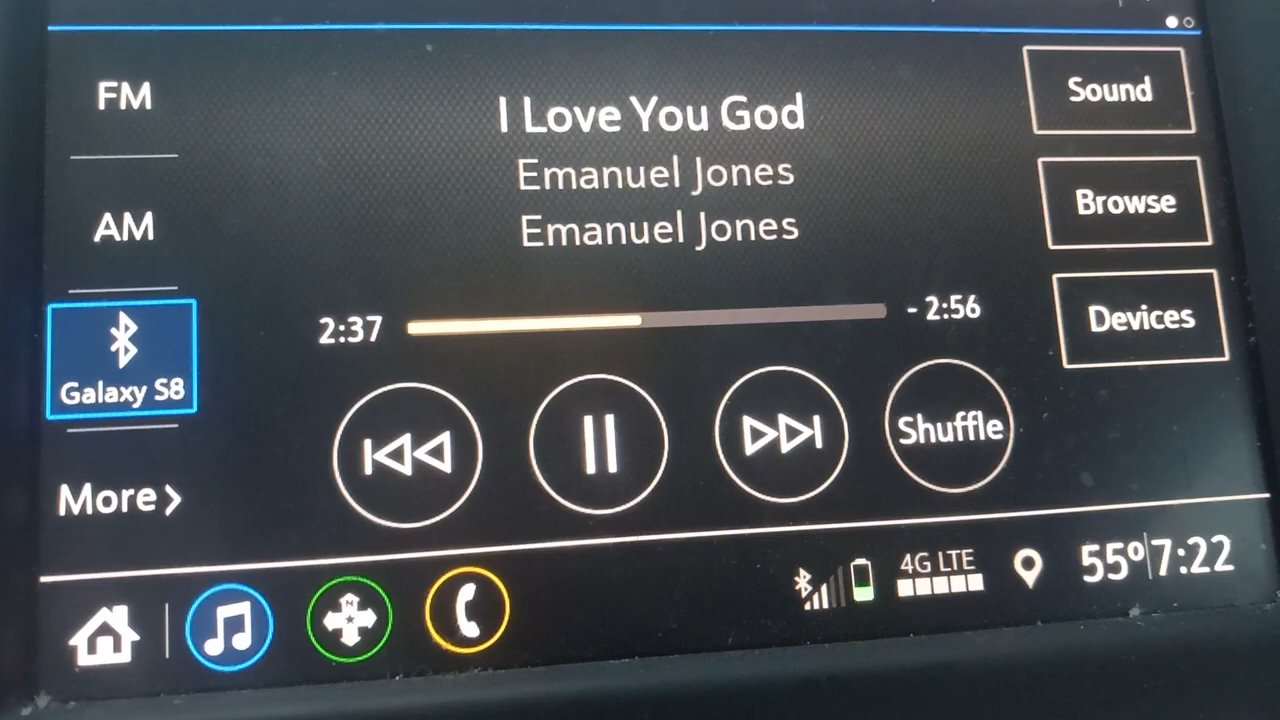 FM
AM
Galaxy S8
More
I Love You God
Emanuel Jones
Emanuel Jones
2:37
- 2:56
Shuffle
Sound
Browse
Devices
N
4G LTE
55° 7:22